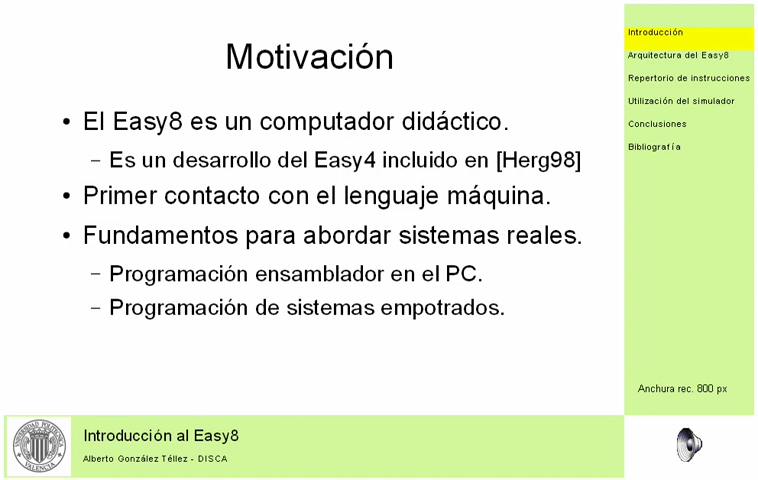 Motivación
• El Easy8 es un computador didáctico.
– Es un desarrollo del Easy4 incluido en [Herg98]
• Primer contacto con el lenguaje máquina.
• Fundamentos para abordar sistemas reales.
– Programación ensamblador en el PC.
– Programación de sistemas empotrados.
Introducción
Arquitectura del Easy8
Repertorio de instrucciones
Utilización del simulador
Conclusiones
Bibliografía
Anchura rec. 800 px
UNIVERSIDAD POLITECNICA
VALENCIA
Introducción al Easy8
Alberto González Téllez - DISCA